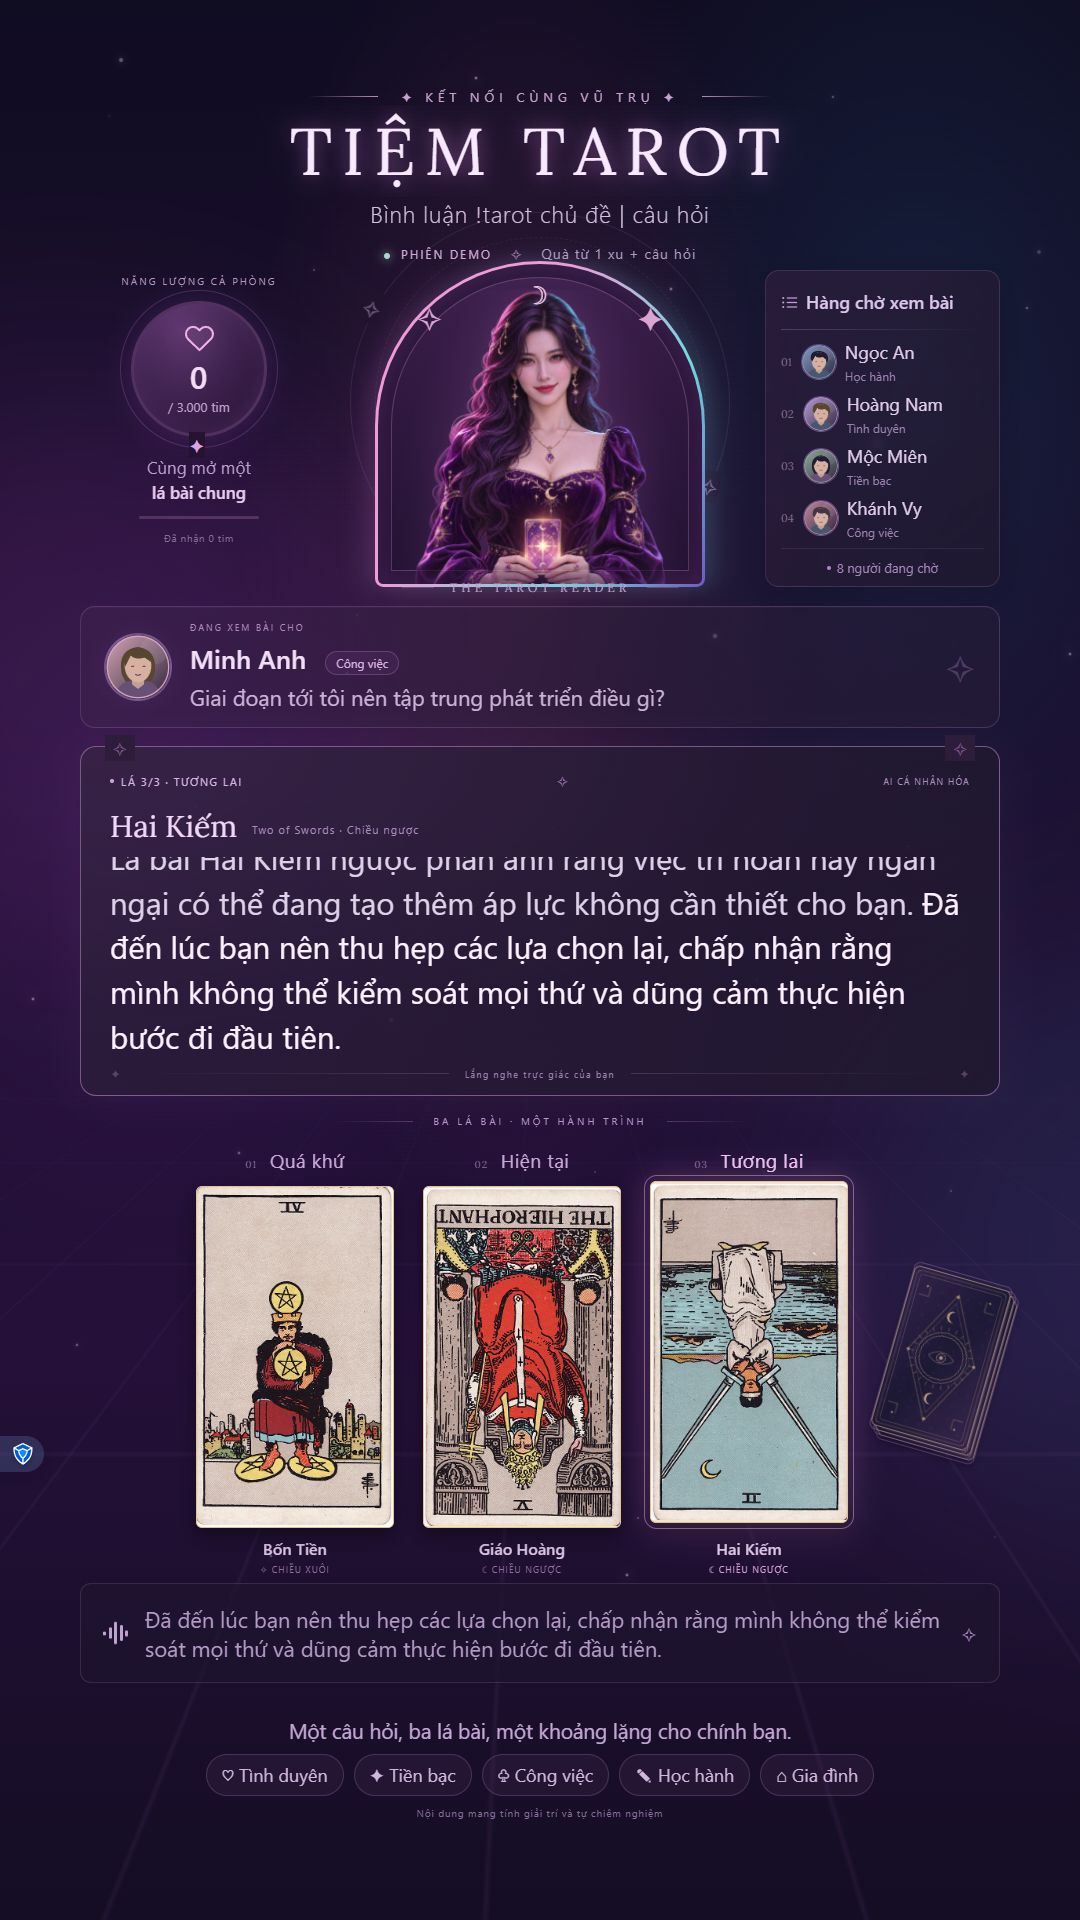 ✦ KẾT NỐI CÙNG VŨ TRỤ ✦
TIỆM TAROT
Bình luận !tarot chủ đề | câu hỏi
PHIÊN DEMO ✧ Quà từ 1 xu + câu hỏi
NĂNG LƯỢNG CẢ PHÒNG
0
/ 3.000 tim
Cùng mở một
lá bài chung
Đã nhận 0 tim
Hàng chờ xem bài
01 Ngọc An
Học hành
02 Hoàng Nam
Tình duyên
03 Mộc Miên
Tiền bạc
04 Khánh Vy
Công việc
• 8 người đang chờ
THE TAROT READER
ĐANG XEM BÀI CHO
Minh Anh Công việc
Giai đoạn tới tôi nên tập trung phát triển điều gì?
• LÁ 3/3 · TƯƠNG LAI
AI CÁ NHÂN HÓA
Hai Kiếm Two of Swords · Chiều ngược
Lá bài Hai Kiếm ngược phản ánh rằng việc trì hoãn hay ngần
ngại có thể đang tạo thêm áp lực không cần thiết cho bạn. Đã
đến lúc bạn nên thu hẹp các lựa chọn lại, chấp nhận rằng
mình không thể kiểm soát mọi thứ và dũng cảm thực hiện
bước đi đầu tiên.
Lắng nghe trực giác của bạn
BA LÁ BÀI · MỘT HÀNH TRÌNH
01 Quá khứ
02 Hiện tại
03 Tương lai
IV
THE HIEROPHANT
V
II
Bốn Tiền
✧ CHIỀU XUÔI
Giáo Hoàng
☾ CHIỀU NGƯỢC
Hai Kiếm
☾ CHIỀU NGƯỢC
Đã đến lúc bạn nên thu hẹp các lựa chọn lại, chấp nhận rằng mình không thể kiểm
soát mọi thứ và dũng cảm thực hiện bước đi đầu tiên.
Một câu hỏi, ba lá bài, một khoảng lặng cho chính bạn.
♡ Tình duyên
✦ Tiền bạc
♧ Công việc
✎ Học hành
⌂ Gia đình
Nội dung mang tính giải trí và tự chiêm nghiệm